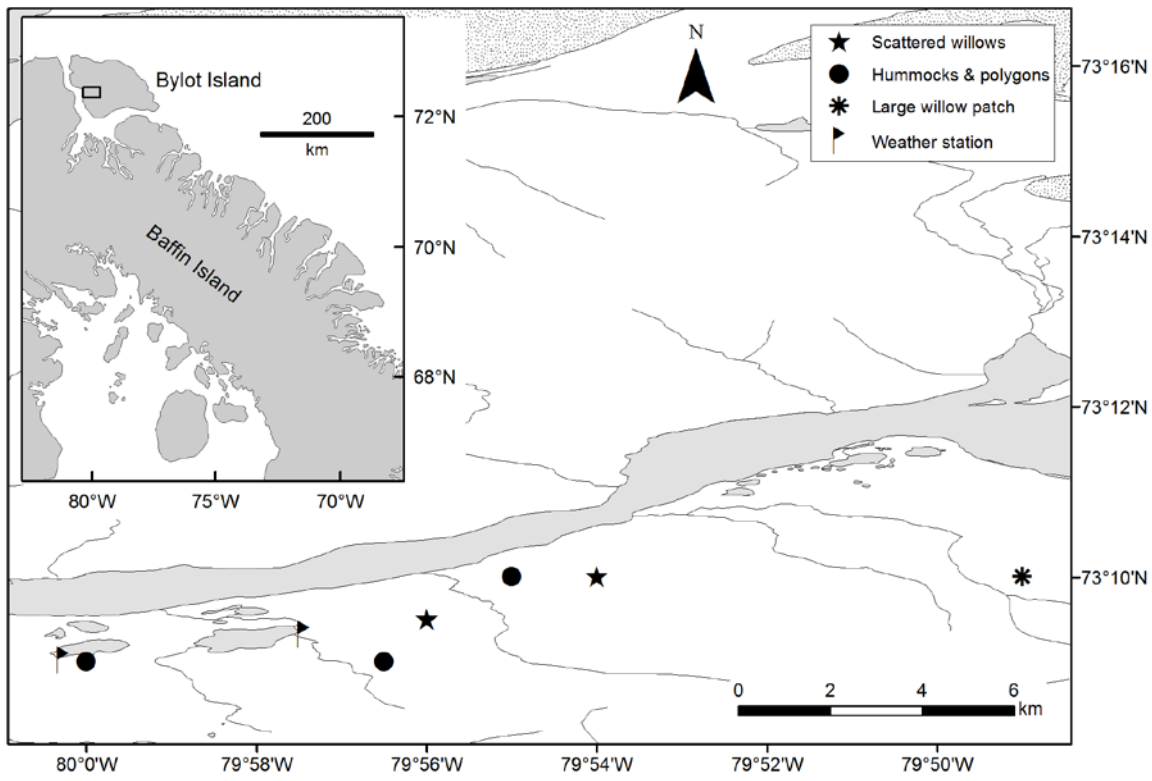 Bylot Island
200
km
Baffin Island
72°N
70°N
68°N
80°W
75°W
70°W
N
Scattered willows
Hummocks & polygons
Large willow patch
Weather station
73°16'N
73°14'N
73°12'N
73°10'N
0 2 4 6
km
80°0'W
79°58'W
79°56'W
79°54'W
79°52'W
79°50'W